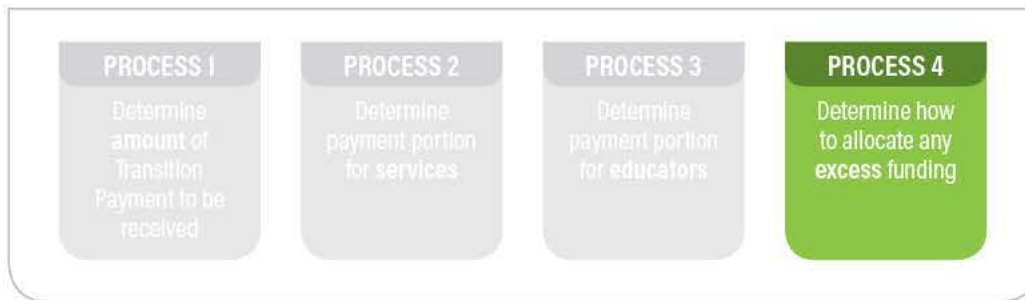 PROCESS 1
Determine
amount of
Transition
Payment to be
received
PROCESS 2
Determine
payment portion
for services
PROCESS 3
Determine
payment portion
for educators
PROCESS 4
Determine how
to allocate any
excess funding